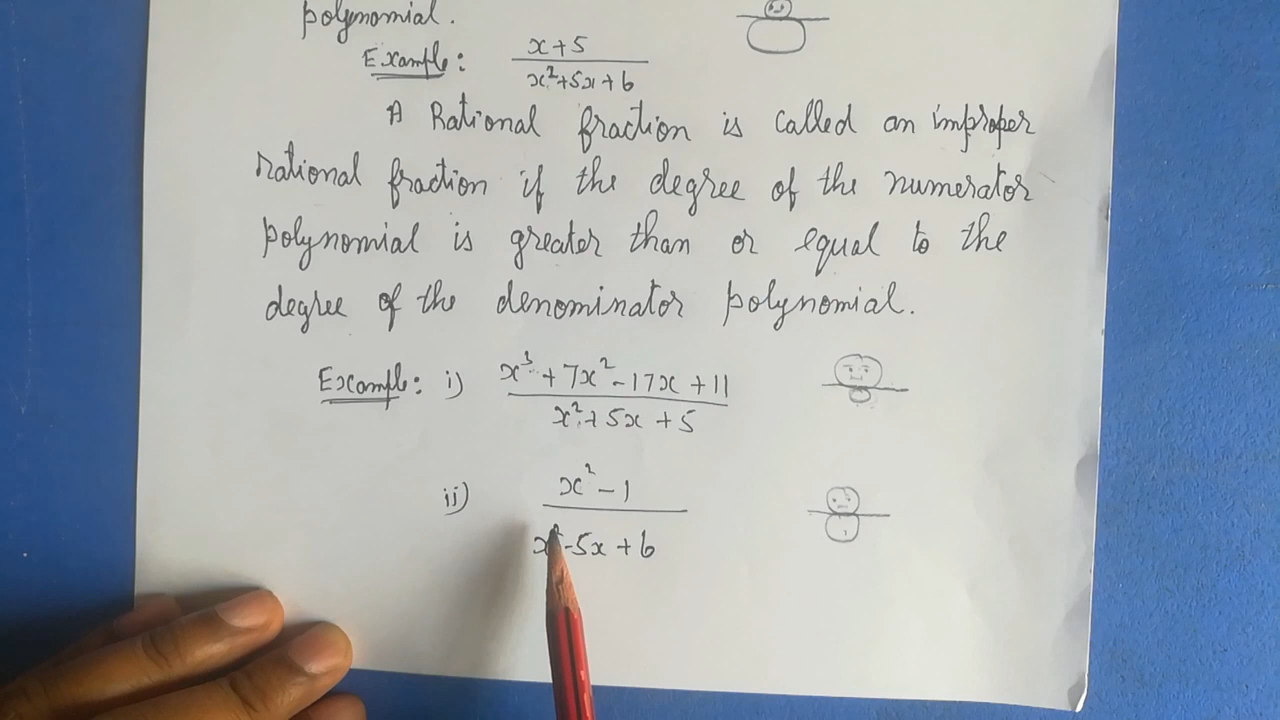 polynomial.
Example: x+5
x²+5x+6
A Rational fraction is called an improper
rational fraction if the degree of the numerator
polynomial is greater than or equal to the
degree of the denominator polynomial.
Example: i) x³+7x²-17x+11
x²+5x+5
ii) x²-1
x²-5x+6